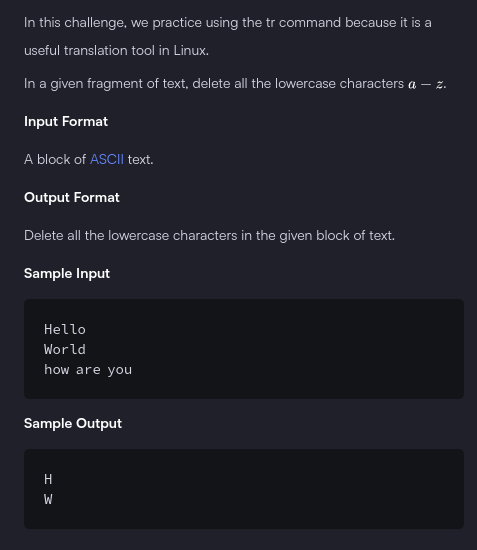 In this challenge, we practice using the tr command because it is a
useful translation tool in Linux.
In a given fragment of text, delete all the lowercase characters a − z.
Input Format
A block of ASCII text.
Output Format
Delete all the lowercase characters in the given block of text.
Sample Input
Hello
World
how are you
Sample Output
H
W